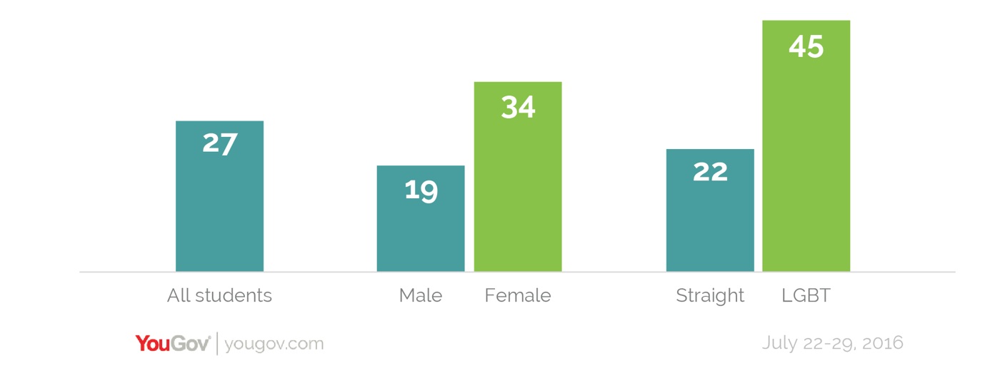 27
19
34
22
45
All students
Male
Female
Straight
LGBT
YouGov® | yougov.com
July 22-29, 2016